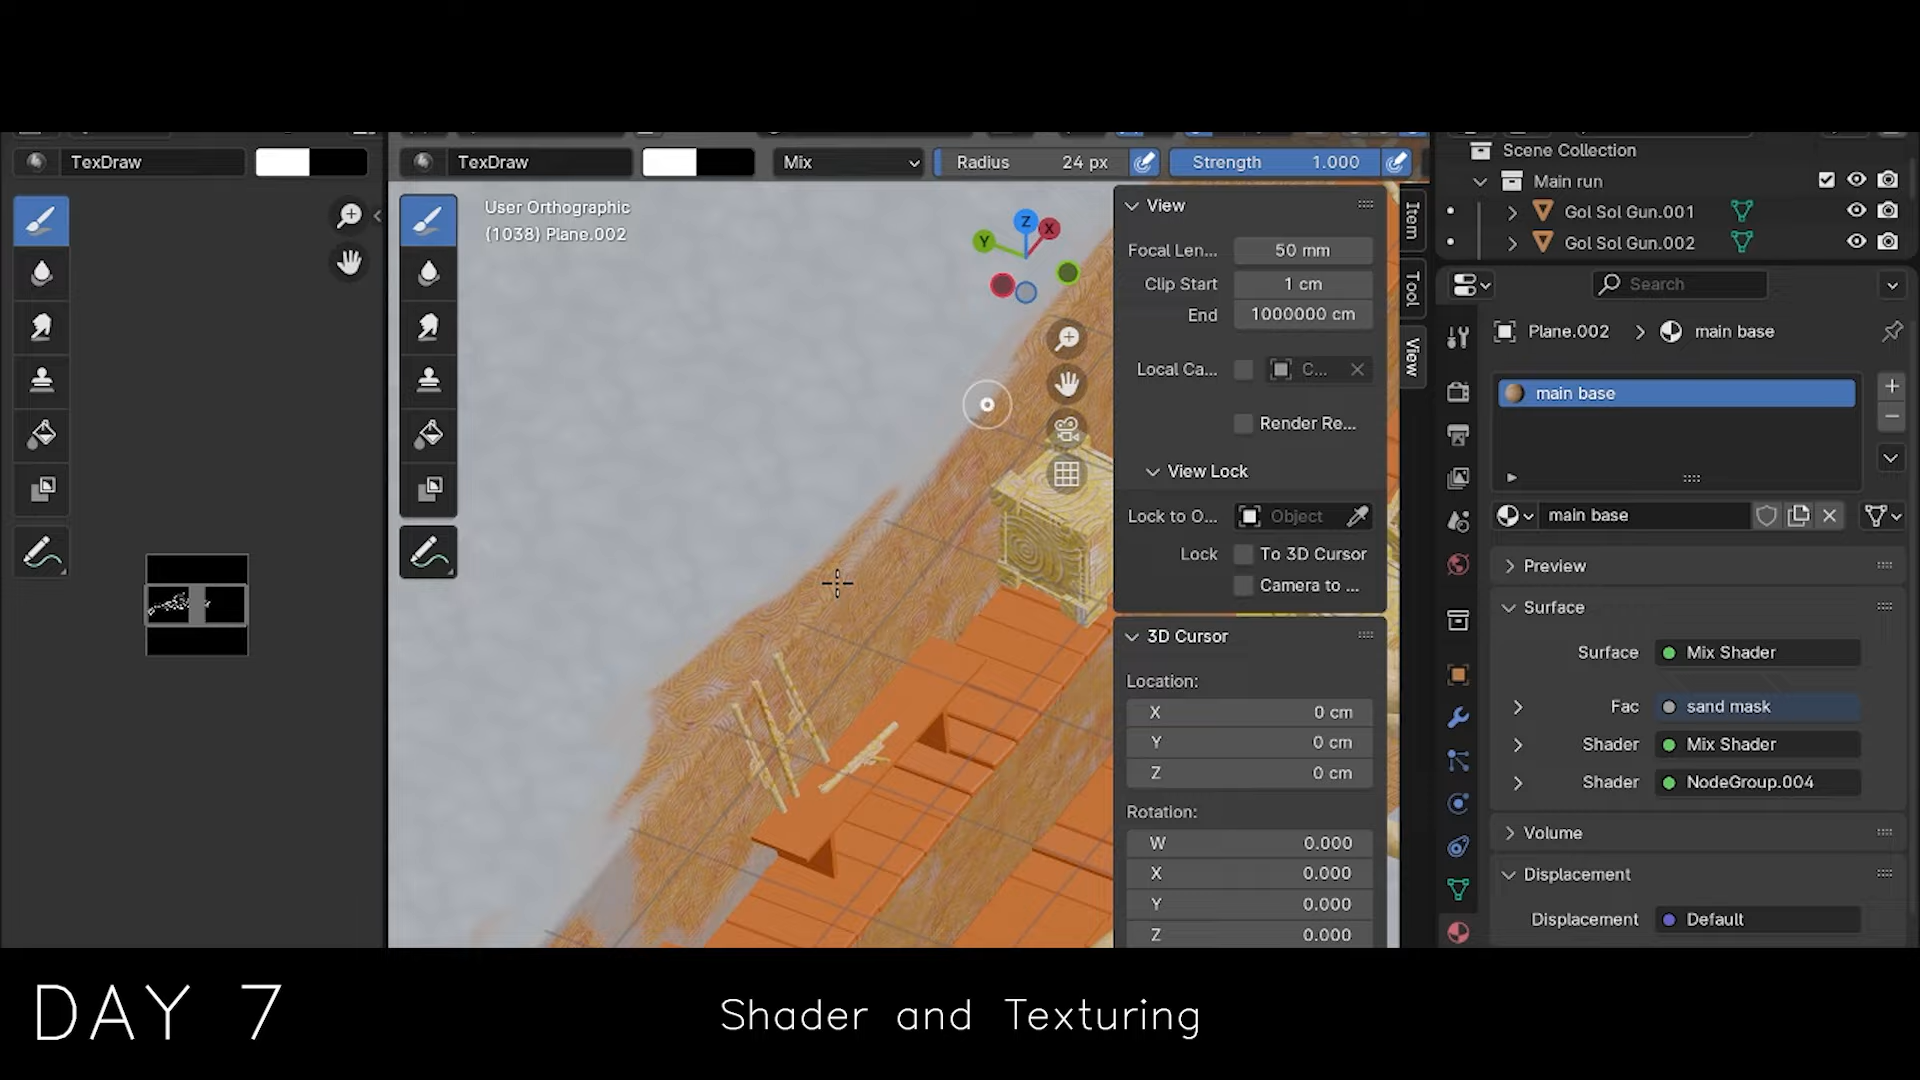 TexDraw
TexDraw
Mix
Radius 24 px
Strength 1.000
User Orthographic
(1038) Plane.002
Z
X
Y
View
Focal Len... 50 mm
Clip Start 1 cm
End 1000000 cm
Local Ca... C...
Render Re...
View Lock
Lock to O... Object
Lock To 3D Cursor
Camera to ...
3D Cursor
Location:
X 0 cm
Y 0 cm
Z 0 cm
Rotation:
W 0.000
X 0.000
Y 0.000
Z 0.000
Item
Tool
View
Scene Collection
Main run
Gol Sol Gun.001
Gol Sol Gun.002
Search
Plane.002 > main base
main base
main base
Preview
Surface
Surface Mix Shader
Fac sand mask
Shader Mix Shader
Shader NodeGroup.004
Volume
Displacement
Displacement Default
DAY 7
Shader and Texturing